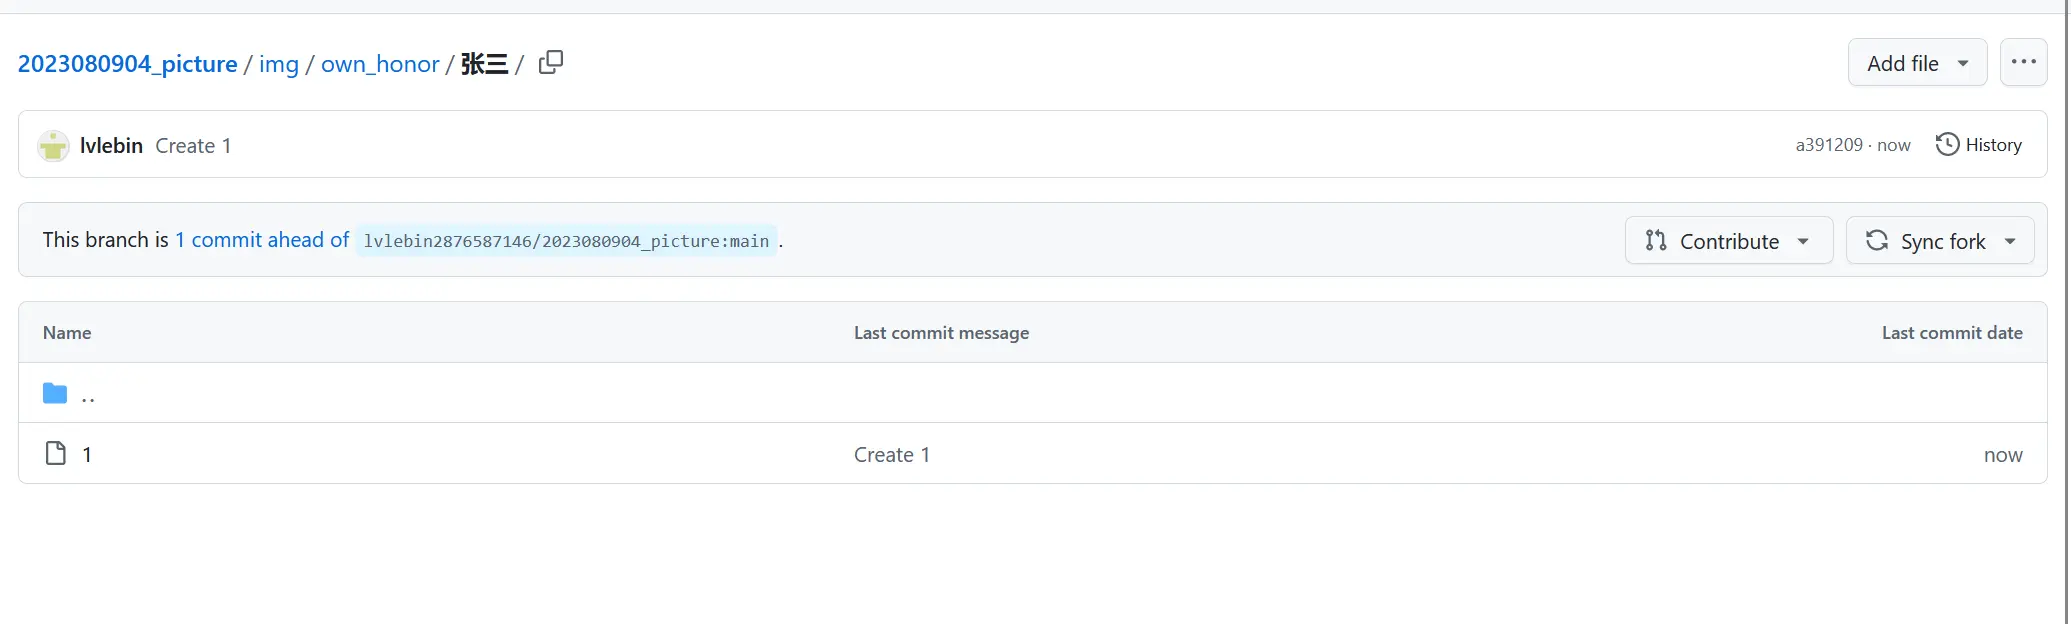 2023080904_picture / img / own_honor / 张三 /
Add file
lvlebin Create 1
a391209 · now History
This branch is 1 commit ahead of lvlebin2876587146/2023080904_picture:main .
Contribute
Sync fork
Name Last commit message Last commit date
..
1 Create 1 now